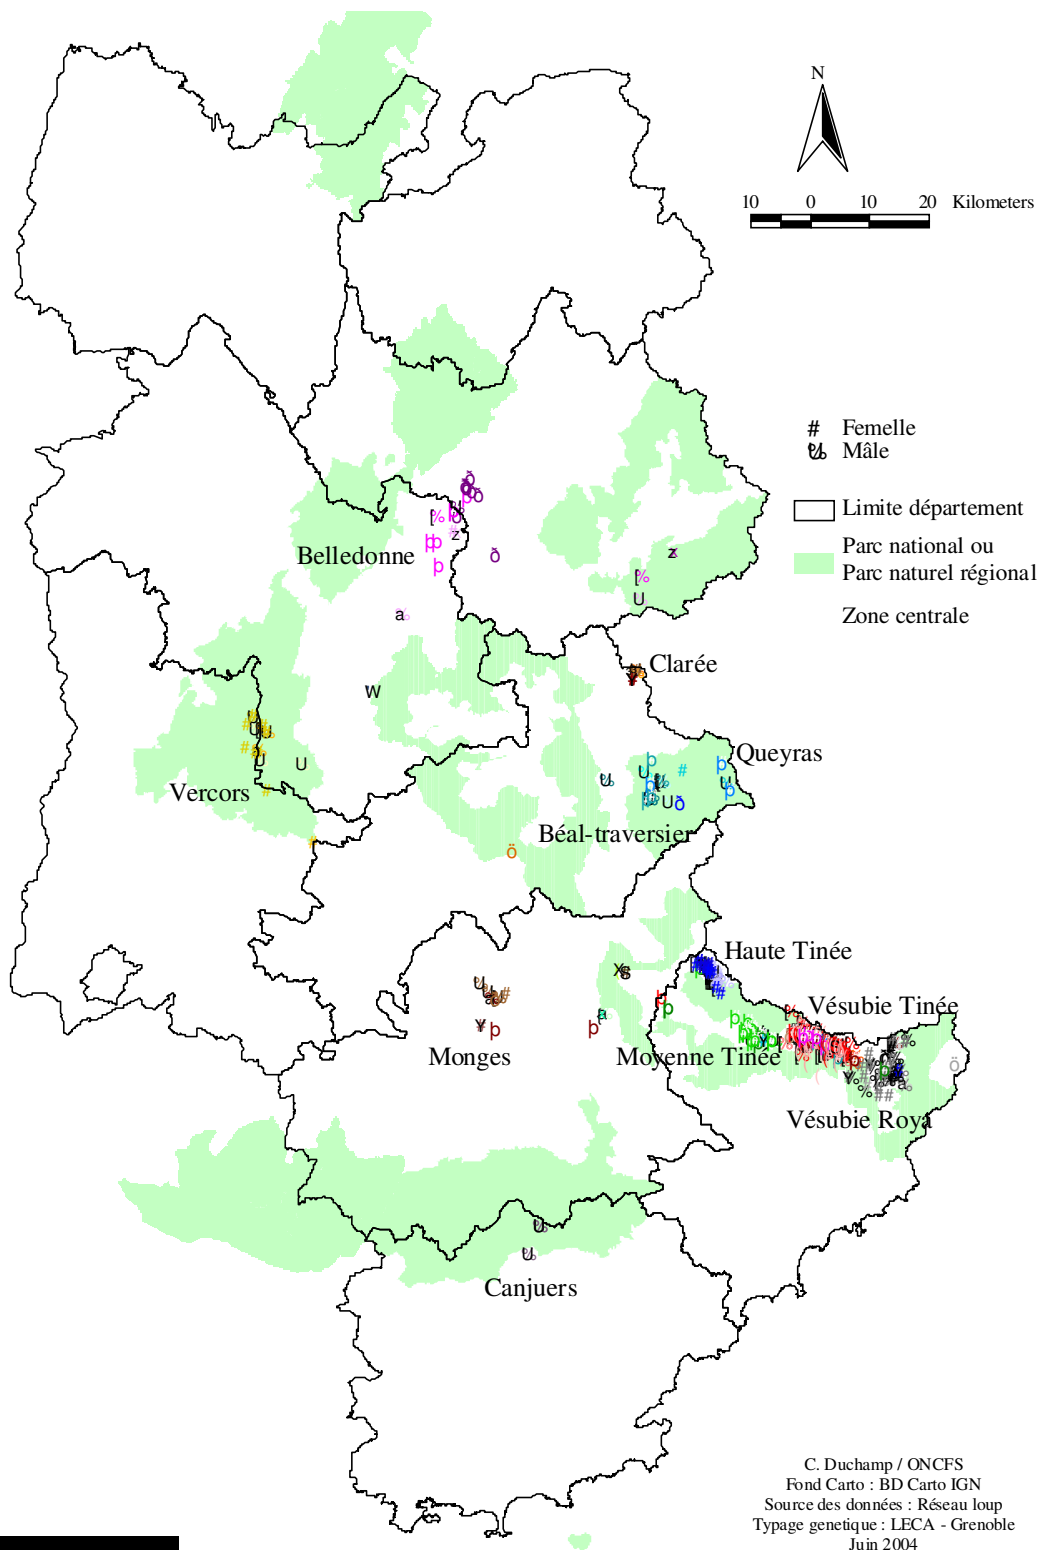 N
10 0 10 20 Kilometers
# Femelle
Mâle
Limite département
Parc national ou
Parc naturel régional
Zone centrale
Belledonne
Clarée
Queyras
Vercors
Béal-traversier
Haute Tinée
Vésubie Tinée
Monges
Moyenne Tinée
Vésubie Roya
Canjuers
C. Duchamp / ONCFS
Fond Carto : BD Carto IGN
Source des données : Réseau loup
Typage genetique : LECA - Grenoble
Juin 2004